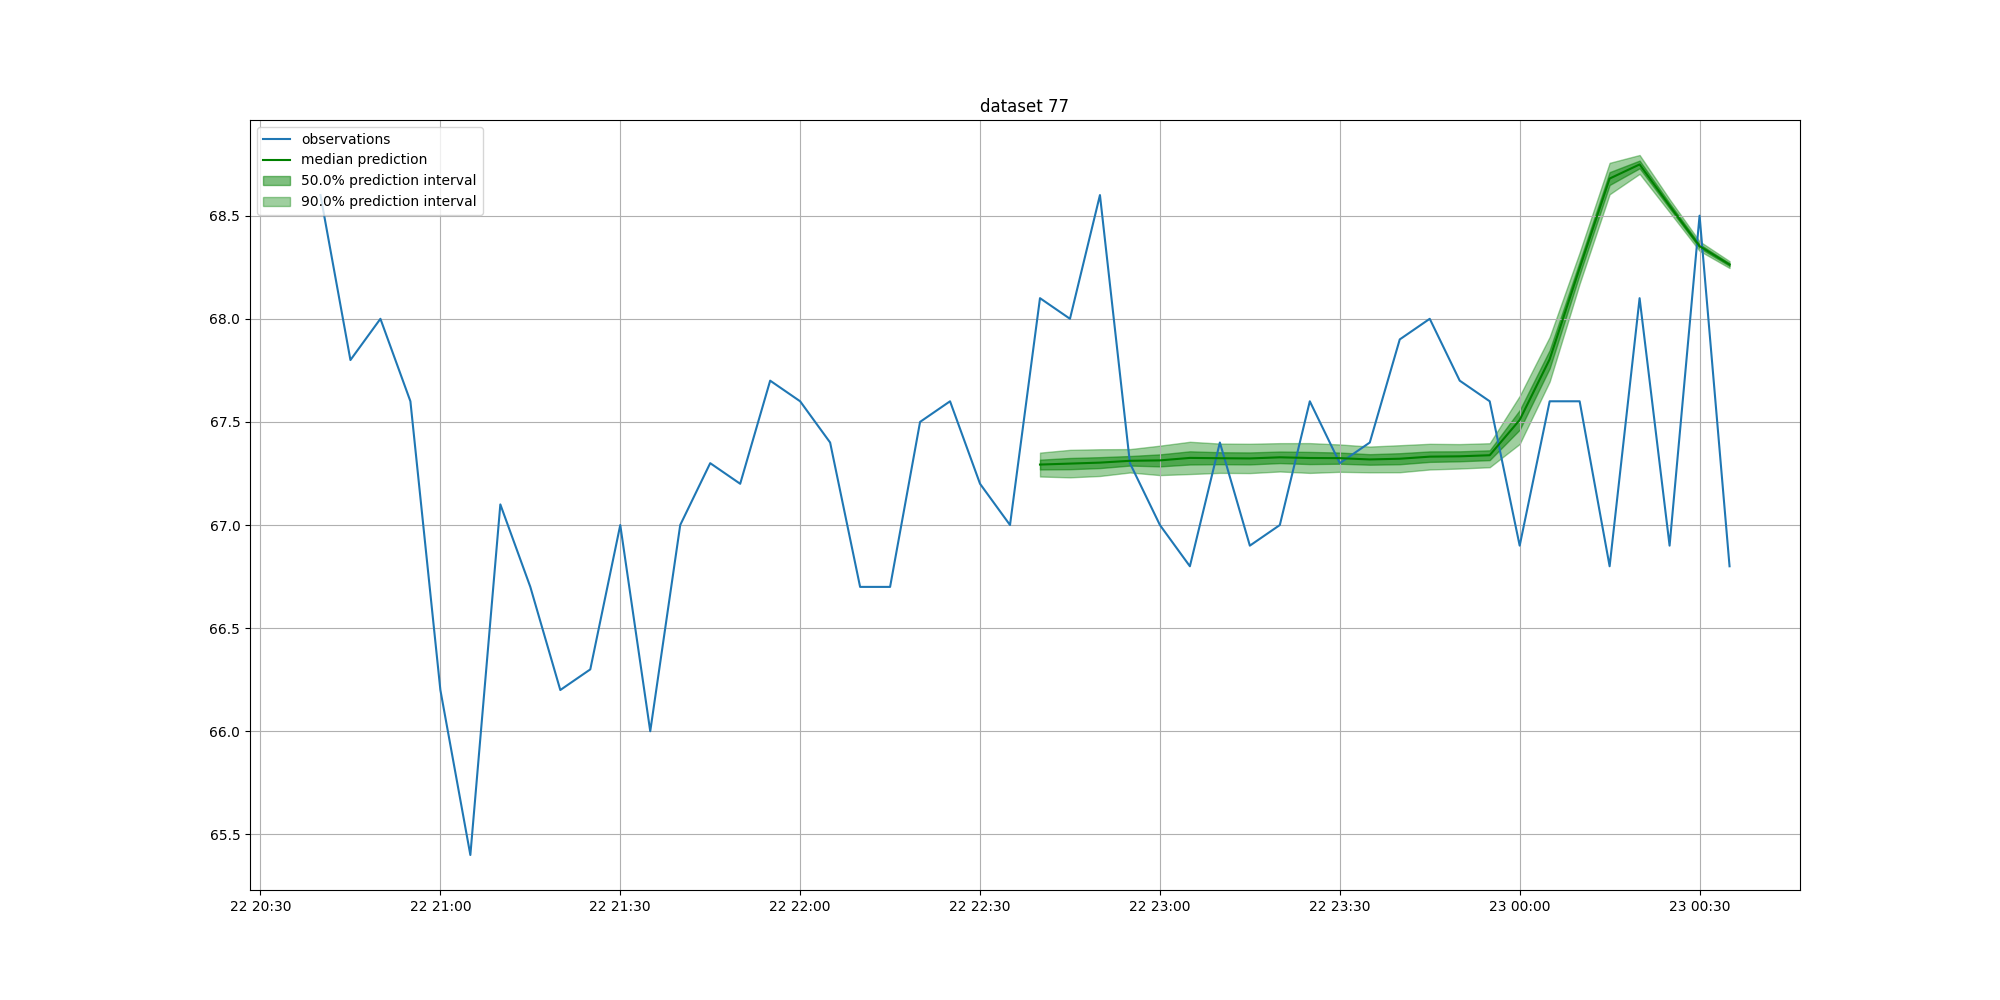 dataset 77
observations
median prediction
50.0% prediction interval
90.0% prediction interval
68.5
68.0
67.5
67.0
66.5
66.0
65.5
22 20:30 22 21:00 22 21:30 22 22:00 22 22:30 22 23:00 22 23:30 23 00:00 23 00:30